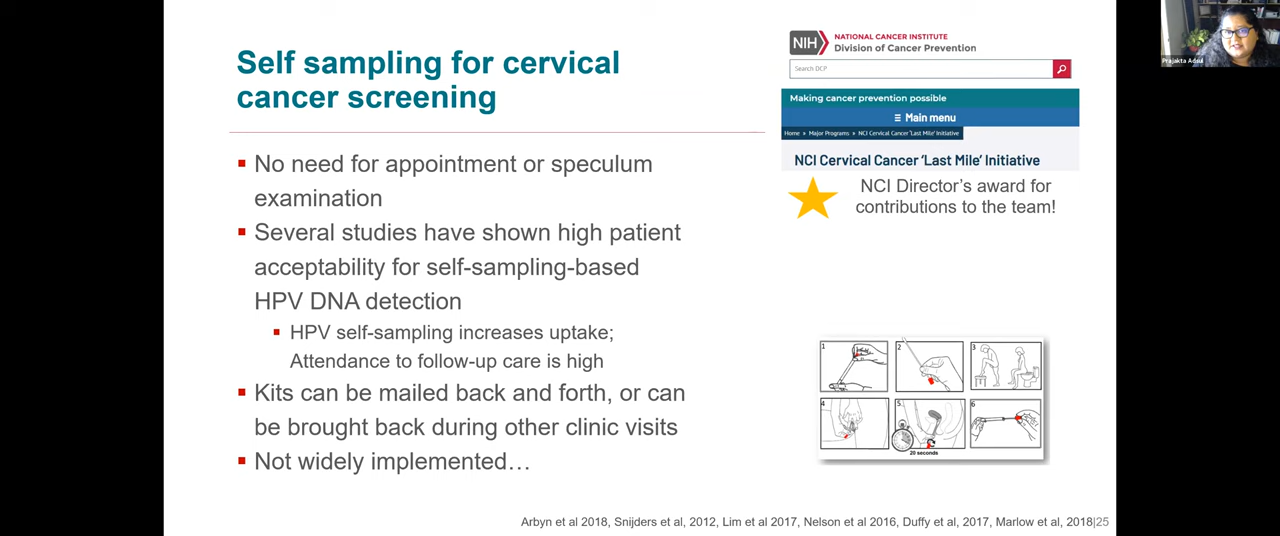 Self sampling for cervical
cancer screening
No need for appointment or speculum
examination
Several studies have shown high patient
acceptability for self-sampling-based
HPV DNA detection
HPV self-sampling increases uptake;
Attendance to follow-up care is high
Kits can be mailed back and forth, or can
be brought back during other clinic visits
Not widely implemented…
NIH NATIONAL CANCER INSTITUTE
Division of Cancer Prevention
Search DCP
Making cancer prevention possible
≡ Main menu
Home » Major Programs » NCI Cervical Cancer 'Last Mile' Initiative
NCI Cervical Cancer 'Last Mile' Initiative
NCI Director's award for
contributions to the team!
1 2 3
4 5 6
20 seconds
Arbyn et al 2018, Snijders et al, 2012, Lim et al 2017, Nelson et al 2016, Duffy et al, 2017, Marlow et al, 2018|25
Prajakta Adsul